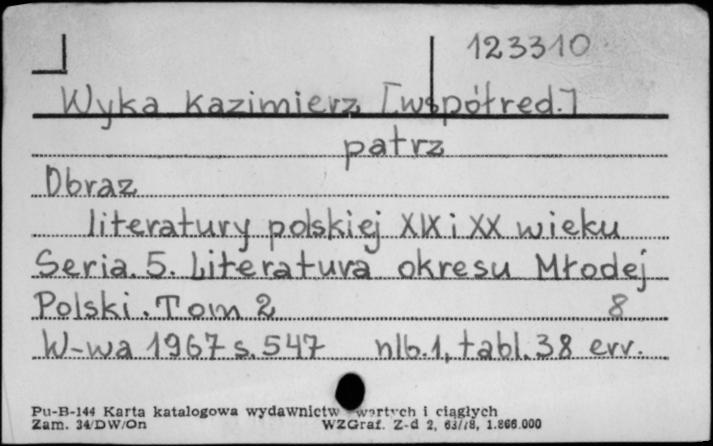 123310
Wyka Kazimierz [współred.]
patrz
Obraz
literatury polskiej XIX i XX wieku
Seria. 5. Literatura okresu Młodej
Polski. Tom 2 8
W-wa 1967 s. 547 nlb. 1, tabl. 38 err.
Pu-B-144 Karta katalogowa wydawnictw zwartych i ciągłych
Zam. 34/DW/On WZGraf. Z-d 2, 63/78, 1.866.000